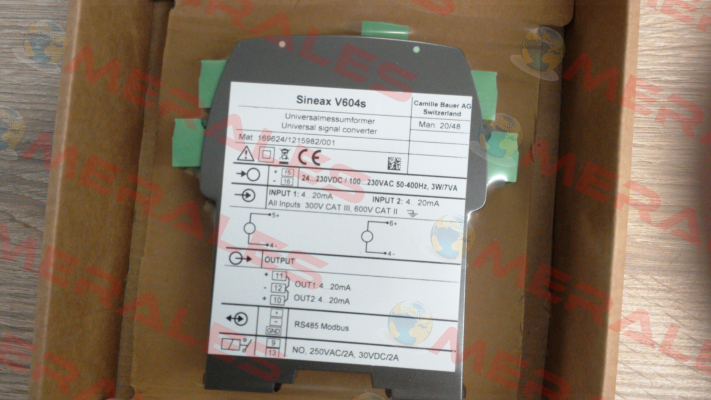 Sineax V604s
Camille Bauer AG
Switzerland
Universalmessumformer
Universal signal converter
Man. 20/48
Mat. 169624/1215982/001
CE
+ 15
- 16
24...230VDC / 100...230VAC 50-400Hz, 3W/7VA
INPUT 1: 4...20mA INPUT 2: 4...20mA
All Inputs: 300V CAT III, 600V CAT II
5+
6+
4-
4-
OUTPUT
+ 11
- 12
OUT1 4...20mA
+ 10
OUT2 4...20mA
+
-
GND
RS485 Modbus
9
13
NO, 250VAC/2A, 30VDC/2A
MERALES